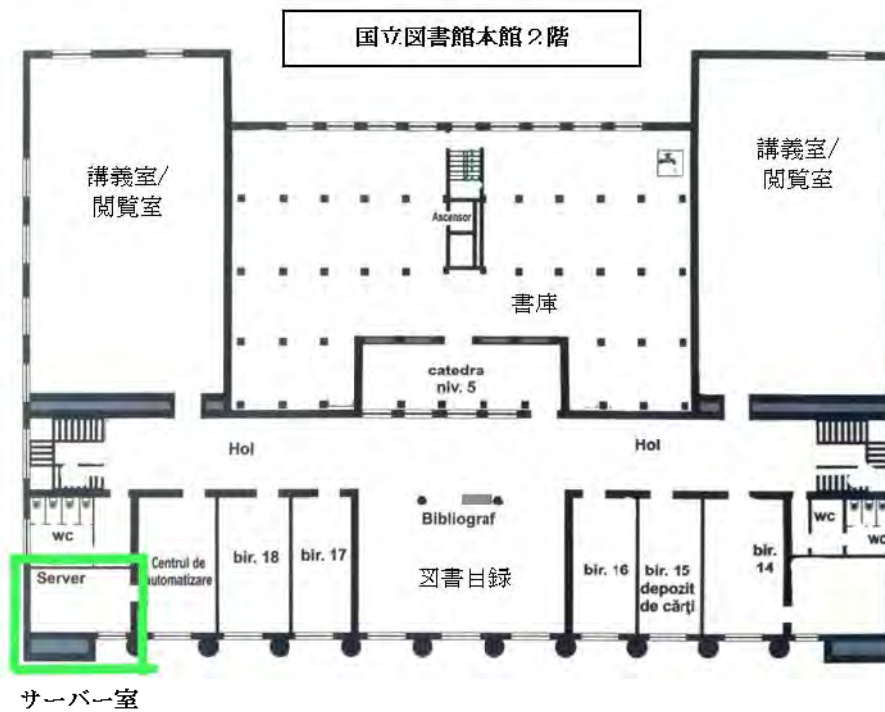 国立図書館本館2階
講義室/
閲覧室
講義室/
閲覧室
Ascensor
書庫
catedra
niv. 5
Hol
Hol
Bibliograf
wc
Server
Centrul de
automatizare
bir. 18
bir. 17
図書目録
bir. 16
bir. 15
depozit
de cărți
bir.
14
wc
wc
サーバー室